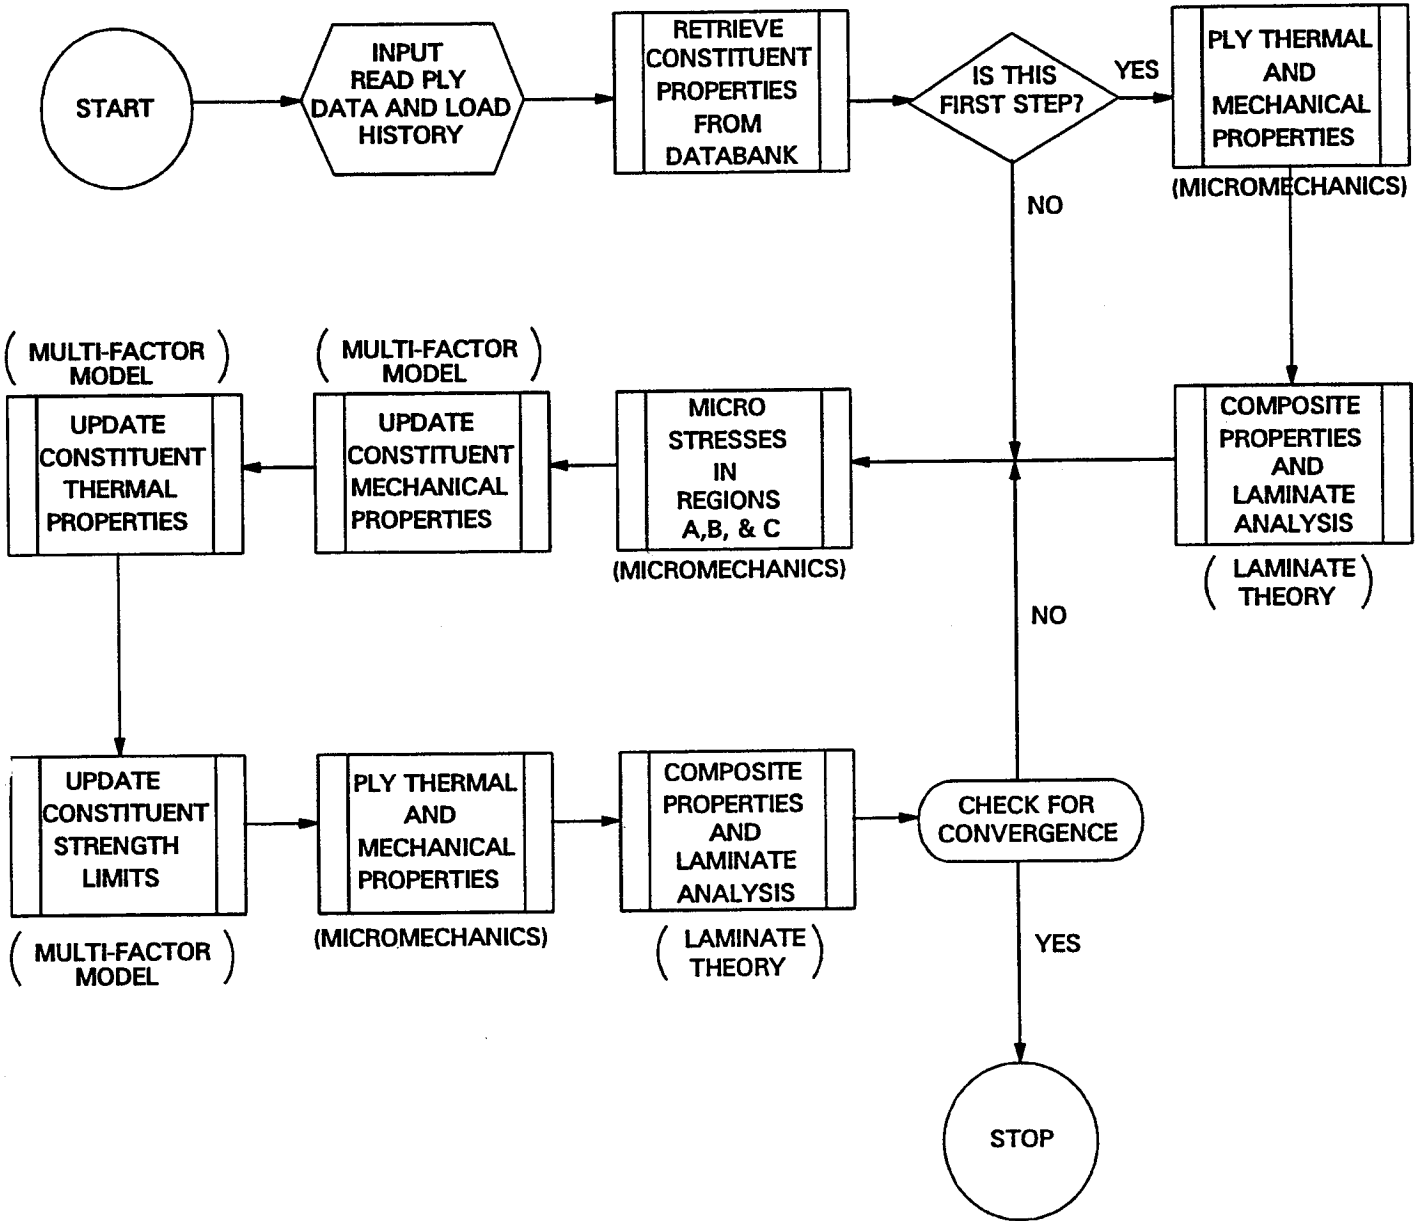 START
INPUT
READ PLY
DATA AND LOAD
HISTORY
RETRIEVE
CONSTITUENT
PROPERTIES
FROM
DATABANK
IS THIS
FIRST STEP?
YES
PLY THERMAL
AND
MECHANICAL
PROPERTIES
(MICROMECHANICS)
NO
(MULTI-FACTOR
MODEL)
UPDATE
CONSTITUENT
THERMAL
PROPERTIES
(MULTI-FACTOR
MODEL)
UPDATE
CONSTITUENT
MECHANICAL
PROPERTIES
MICRO
STRESSES
IN
REGIONS
A,B, & C
(MICROMECHANICS)
COMPOSITE
PROPERTIES
AND
LAMINATE
ANALYSIS
(LAMINATE
THEORY)
NO
UPDATE
CONSTITUENT
STRENGTH
LIMITS
(MULTI-FACTOR
MODEL)
PLY THERMAL
AND
MECHANICAL
PROPERTIES
(MICROMECHANICS)
COMPOSITE
PROPERTIES
AND
LAMINATE
ANALYSIS
(LAMINATE
THEORY)
CHECK FOR
CONVERGENCE
YES
STOP